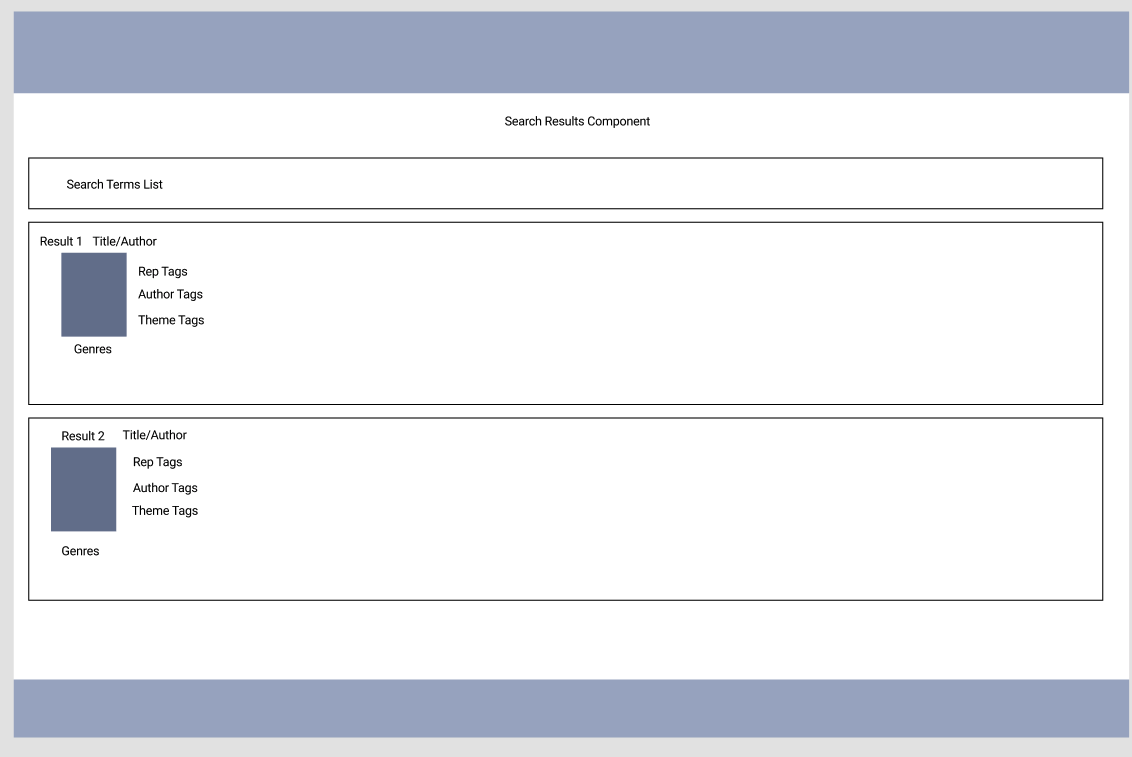 Search Results Component
Search Terms List
Result 1 Title/Author
Rep Tags
Author Tags
Theme Tags
Genres
Result 2 Title/Author
Rep Tags
Author Tags
Theme Tags
Genres